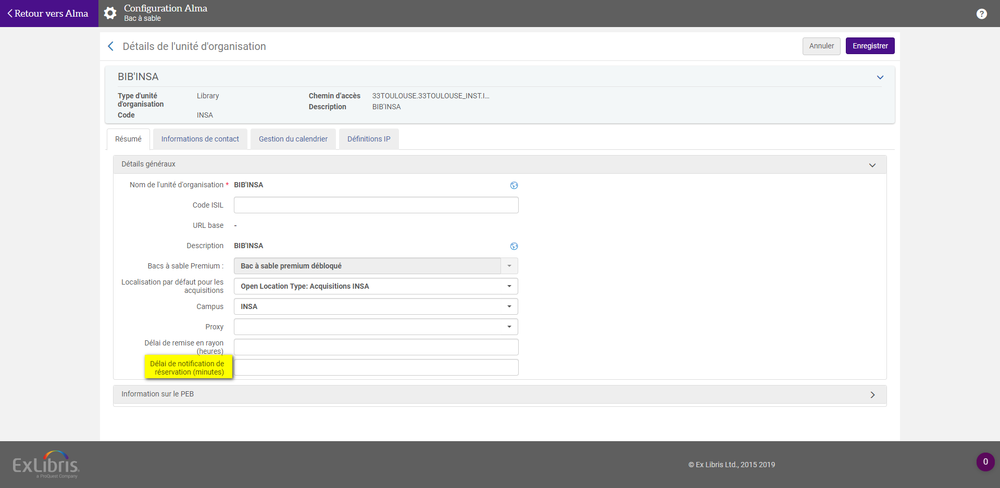 Retour vers Alma
Configuration Alma
Bac à sable
?
Détails de l'unité d'organisation
Annuler
Enregistrer
BIB'INSA
Type d'unité d'organisation
Library
Chemin d'accès
33TOULOUSE.33TOULOUSE_INST.I...
Description
BIB'INSA
Code
INSA
Résumé
Informations de contact
Gestion du calendrier
Définitions IP
Détails généraux
Nom de l'unité d'organisation * BIB'INSA
Code ISIL
URL base -
Description BIB'INSA
Bacs à sable Premium : Bac à sable premium débloqué
Localisation par défaut pour les
acquisitions
Open Location Type: Acquisitions INSA
Campus INSA
Proxy
Délai de remise en rayon
(heures)
Délai de notification de
réservation (minutes)
Information sur le PEB
ExLibris
a ProQuest Company
© Ex Libris Ltd., 2015 2019
0